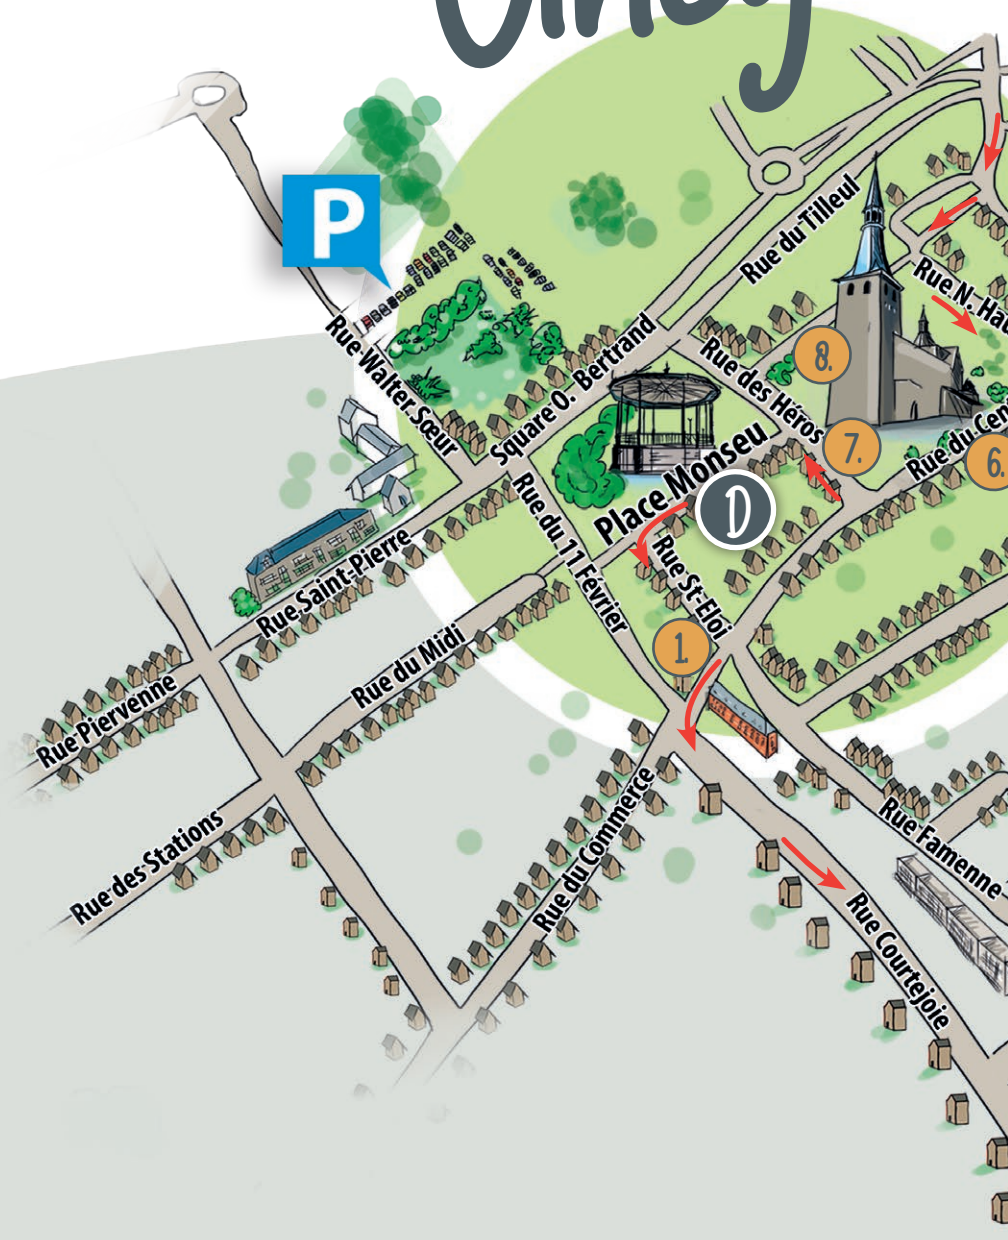 Ciney
P
Rue du Tilleul
Rue Walter Sœur
Square O. Bertrand
Rue des Héros
8.
7.
6.
Place Monseu
D
Rue du 11 Février
Rue St-Eloi
Rue Saint-Pierre
1.
Rue du Midi
Rue Piervenne
Rue des Stations
Rue du Commerce
Rue Famenne
Rue Courtejoie